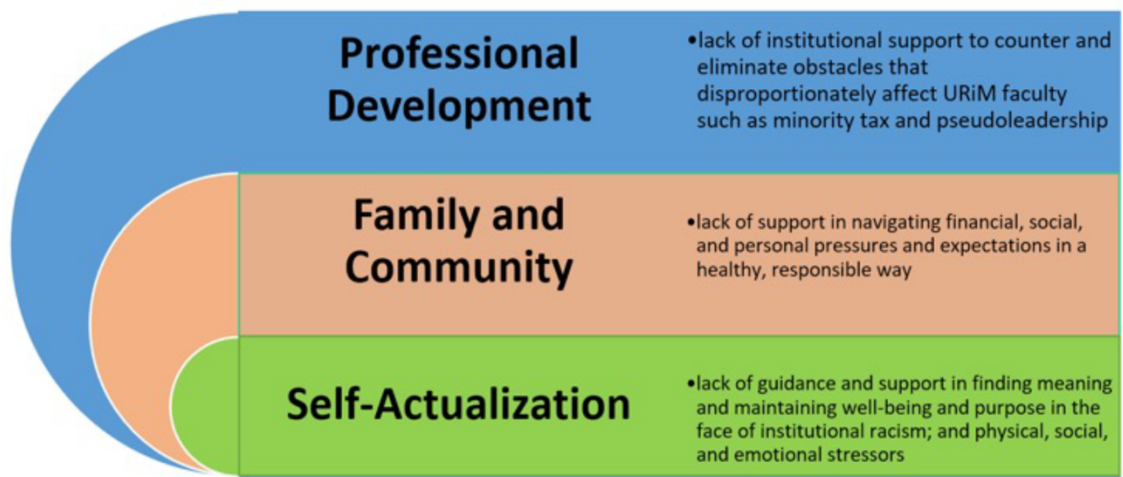 Professional
Development
•lack of institutional support to counter and
eliminate obstacles that
disproportionately affect URiM faculty
such as minority tax and pseudoleadership
Family and
Community
•lack of support in navigating financial, social,
and personal pressures and expectations in a
healthy, responsible way
Self-Actualization
•lack of guidance and support in finding meaning
and maintaining well-being and purpose in the
face of institutional racism; and physical, social,
and emotional stressors